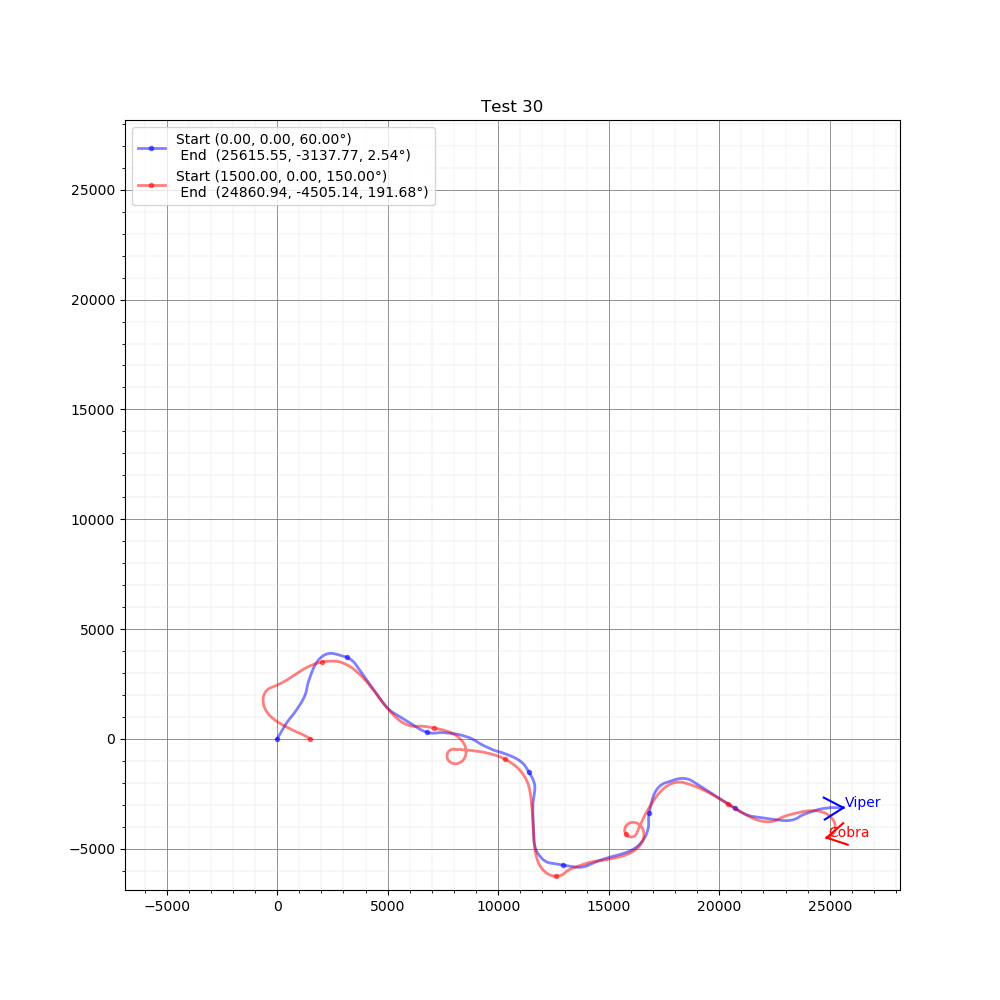 Test 30
Start (0.00, 0.00, 60.00°)
End  (25615.55, -3137.77, 2.54°)
Start (1500.00, 0.00, 150.00°)
End  (24860.94, -4505.14, 191.68°)
25000
20000
15000
10000
5000
0
−5000
Viper
Cobra
−5000 0 5000 10000 15000 20000 25000